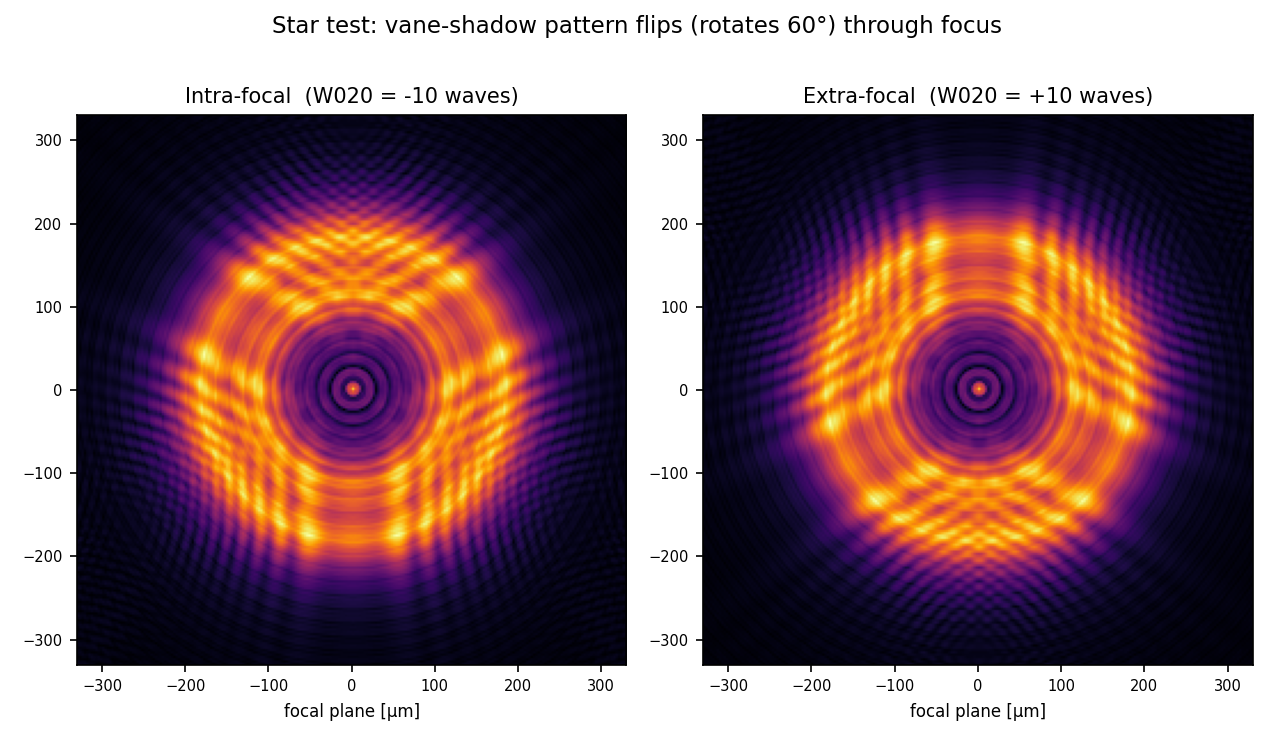 Star test: vane-shadow pattern flips (rotates 60°) through focus
Intra-focal  (W020 = -10 waves)
Extra-focal  (W020 = +10 waves)
300
200
100
0
−100
−200
−300
−300 −200 −100 0 100 200 300
focal plane [µm]
300
200
100
0
−100
−200
−300
−300 −200 −100 0 100 200 300
focal plane [µm]